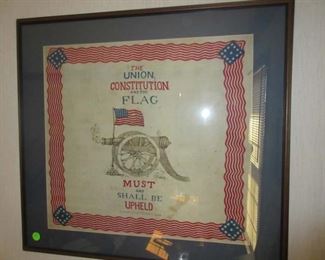 THE
UNION,
CONSTITUTION
AND THE
FLAG
MUST
AND
SHALL BE
UPHELD